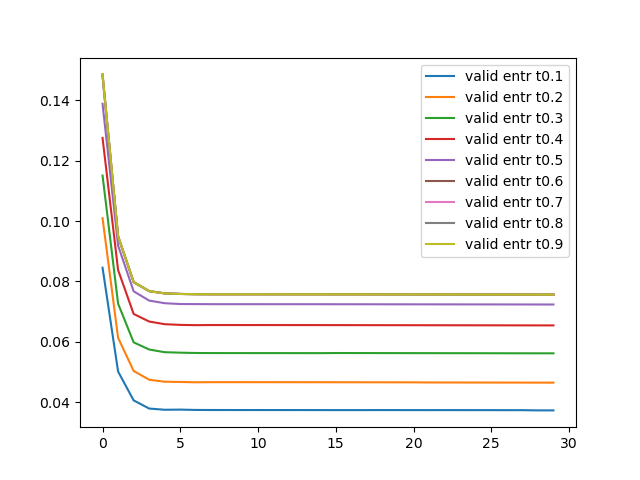 0.14
0.12
0.10
0.08
0.06
0.04
0
5
10
15
20
25
30
valid entr t0.1
valid entr t0.2
valid entr t0.3
valid entr t0.4
valid entr t0.5
valid entr t0.6
valid entr t0.7
valid entr t0.8
valid entr t0.9